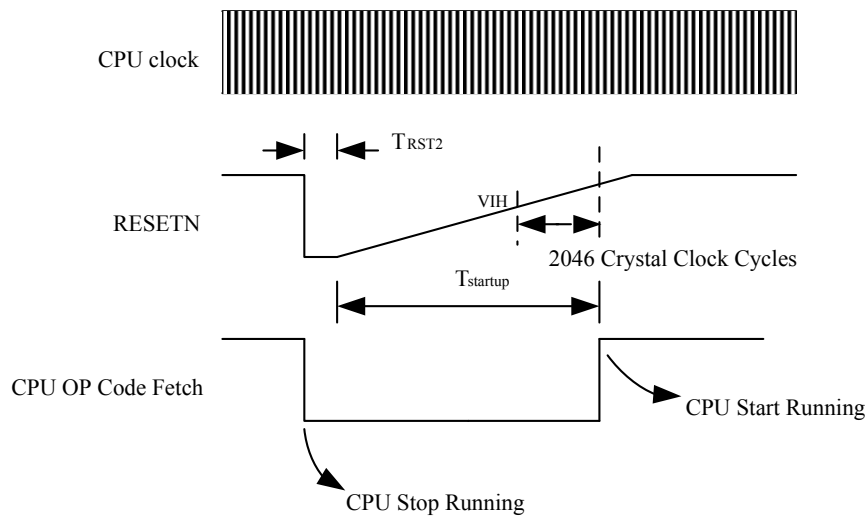 CPU clock
TRST2
VIH
RESETN
2046 Crystal Clock Cycles
Tstartup
CPU OP Code Fetch
CPU Start Running
CPU Stop Running